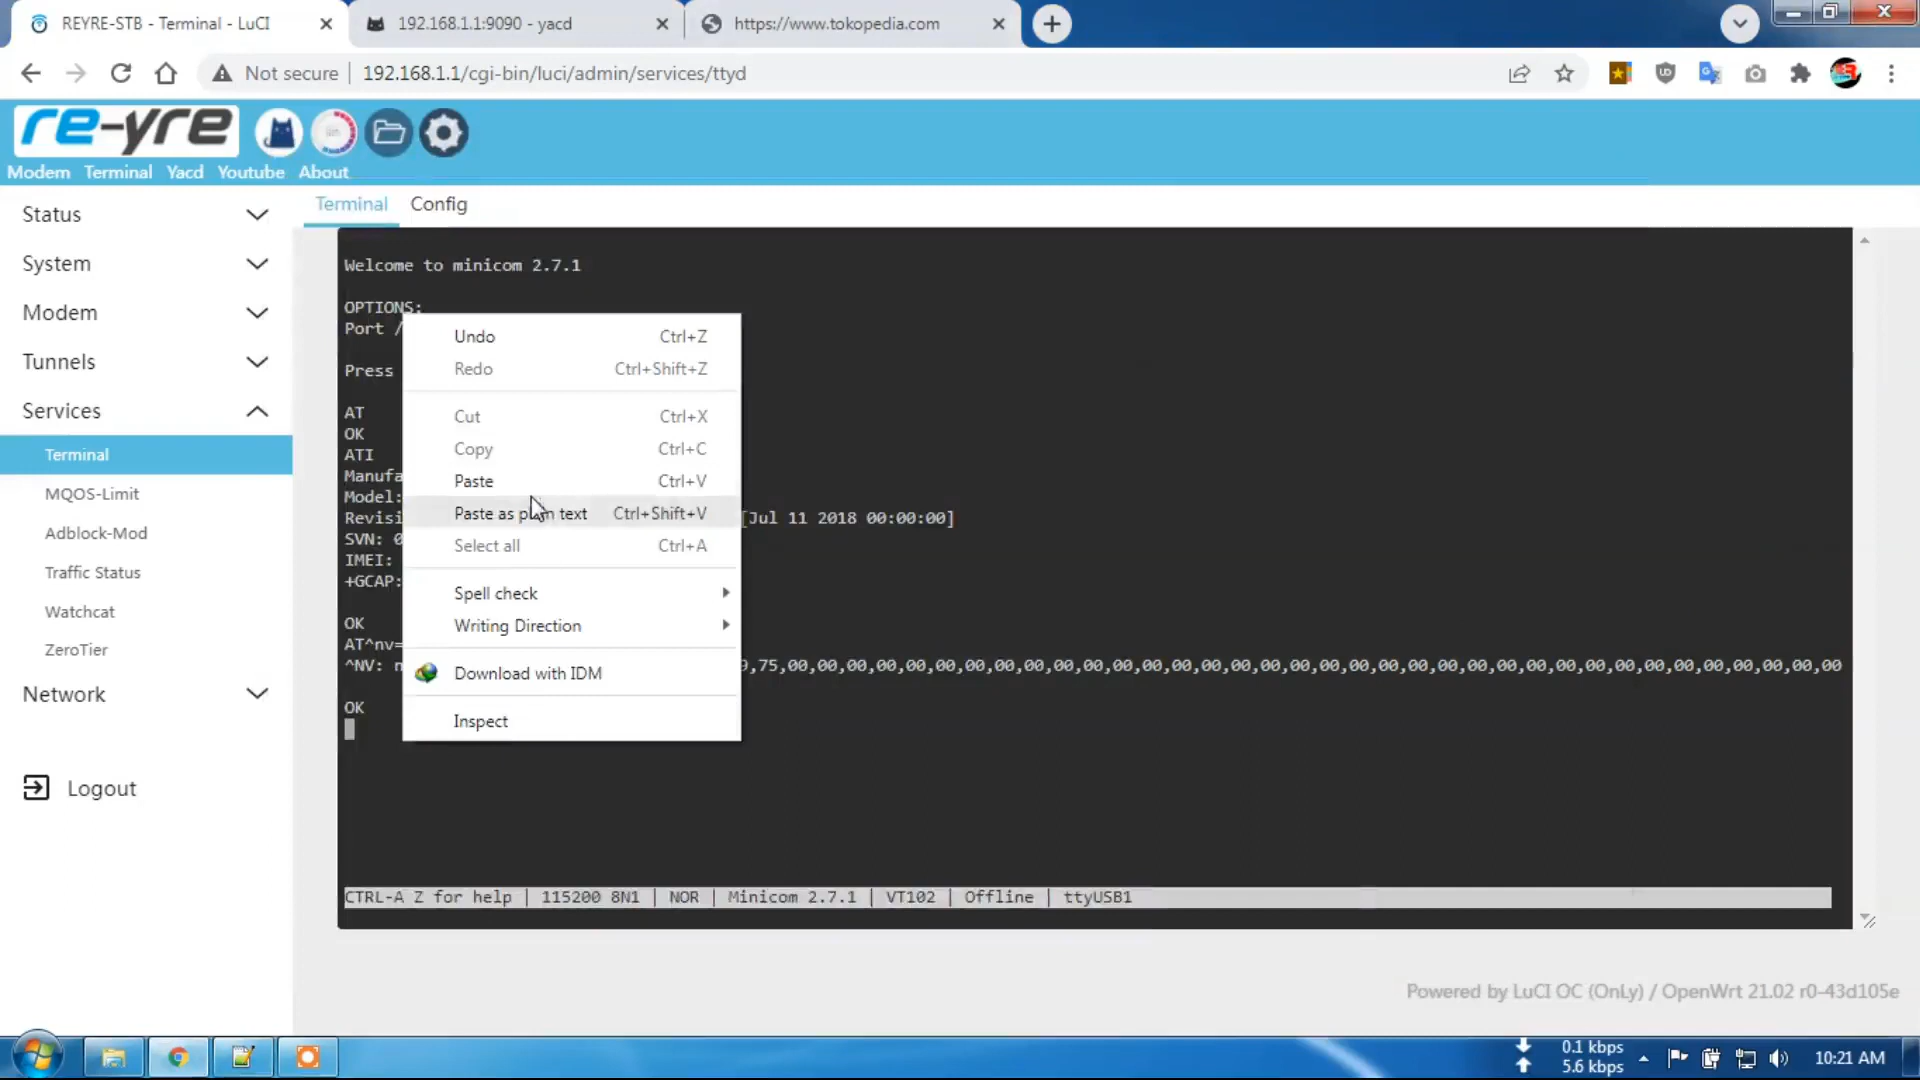 REYRE-STB - Terminal - LuCI
192.168.1.1:9090 - yacd
https://www.tokopedia.com
Not secure
192.168.1.1/cgi-bin/luci/admin/services/ttyd
re-yre
Modem Terminal Yacd Youtube About
Status
System
Modem
Tunnels
Services
Terminal
MQOS-Limit
Adblock-Mod
Traffic Status
Watchcat
ZeroTier
Network
Logout
Terminal Config
Welcome to minicom 2.7.1
OPTIONS:
Port /
Press
AT
OK
ATI
Manufa
Model:
Revisi [Jul 11 2018 00:00:00]
SVN: 0
IMEI:
+GCAP:
OK
AT^nv=
^NV: n 9,75,00,00,00,00,00,00,00,00,00,00,00,00,00,00,00,00,00,00,00,00,00,00,00,00,00,00,00,00,00,00,00,00,00,00,00,00
OK
Undo Ctrl+Z
Redo Ctrl+Shift+Z
Cut Ctrl+X
Copy Ctrl+C
Paste Ctrl+V
Paste as plain text Ctrl+Shift+V
Select all Ctrl+A
Spell check
Writing Direction
Download with IDM
Inspect
CTRL-A Z for help | 115200 8N1 | NOR | Minicom 2.7.1 | VT102 | Offline | ttyUSB1
Powered by LuCI OC (OnLy) / OpenWrt 21.02 r0-43d105e
0.1 kbps
5.6 kbps
10:21 AM